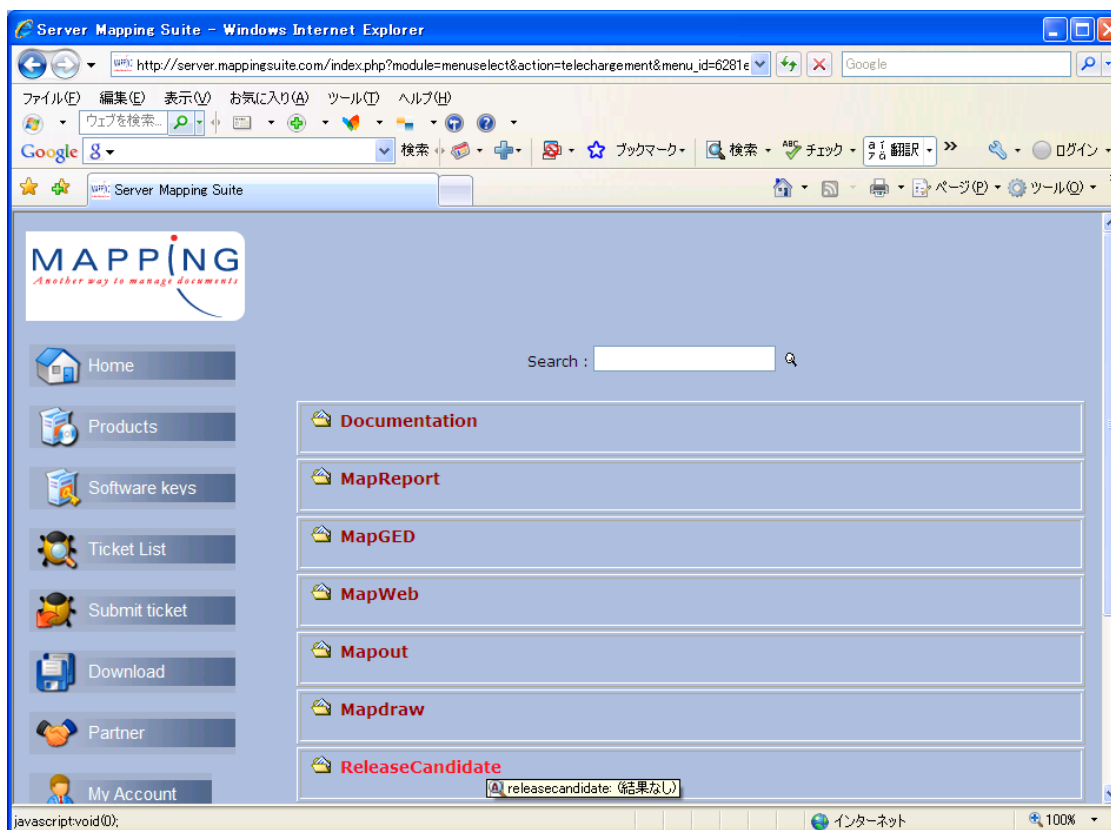 Server Mapping Suite - Windows Internet Explorer
http://server.mappingsuite.com/index.php?module=menuselect&action=telechargement&menu_id=6281e
Google
ファイル(F) 編集(E) 表示(V) お気に入り(A) ツール(T) ヘルプ(H)
ウェブを検索...
Google 検索 ブックマーク 検索 チェック 翻訳 ログイン
Server Mapping Suite ページ(P) ツール(O)
MAPPING
Another way to manage documents
Search :
Home
Documentation
Products
MapReport
Software keys
MapGED
Ticket List
MapWeb
Submit ticket
Mapout
Download
Mapdraw
Partner
ReleaseCandidate
releasecandidate: (結果なし)
My Account
javascript:void(0);
インターネット
100%